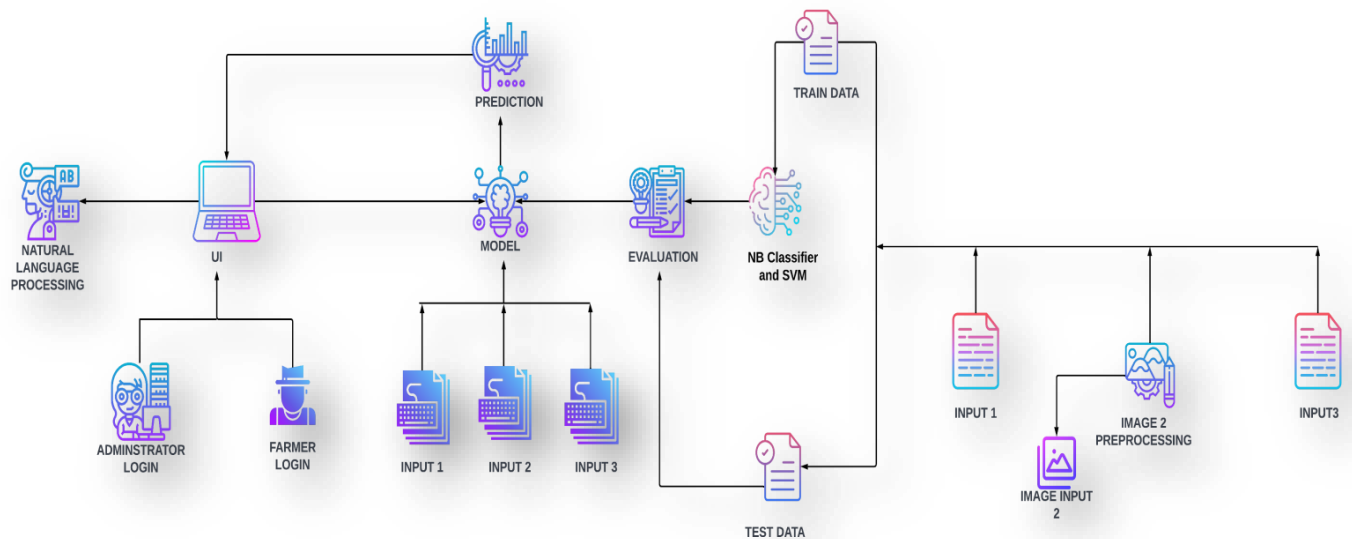 PREDICTION
TRAIN DATA
NATURAL
LANGUAGE
PROCESSING
AB
UI
MODEL
EVALUATION
NB Classifier
and SVM
ADMINSTRATOR
LOGIN
FARMER
LOGIN
INPUT 1
INPUT 2
INPUT 3
TEST DATA
INPUT 1
IMAGE 2
PREPROCESSING
IMAGE INPUT
2
INPUT3